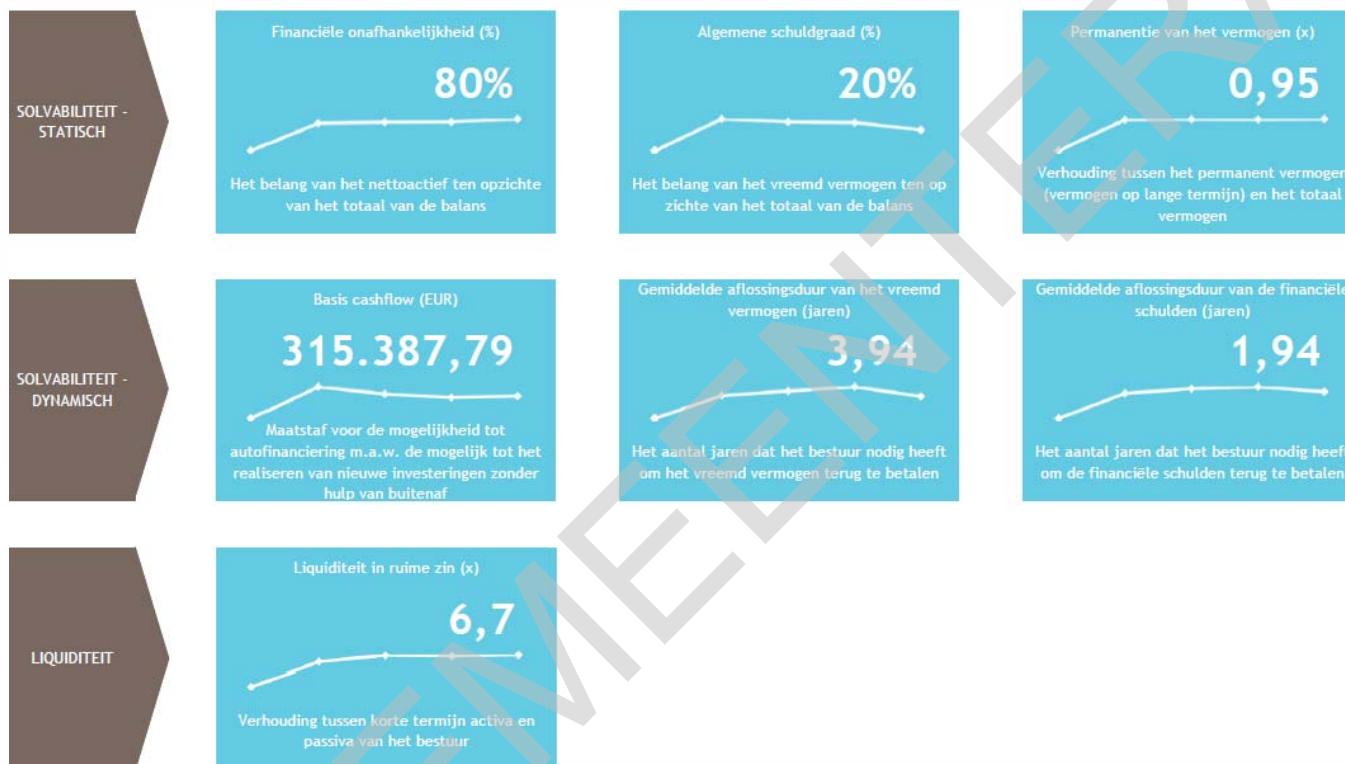 SOLVABILITEIT -
STATISCH
Financiële onafhankelijkheid (%)
80%
Het belang van het nettoactief ten opzichte
van het totaal van de balans
Algemene schuldgraad (%)
20%
Het belang van het vreemd vermogen ten op
zichte van het totaal van de balans
Permanentie van het vermogen (x)
0,95
Verhouding tussen het permanent vermogen
(vermogen op lange termijn) en het totaal
vermogen
SOLVABILITEIT -
DYNAMISCH
Basis cashflow (EUR)
315.387,79
Maatstaf voor de mogelijkheid tot
autofinanciering m.a.w. de mogelijk tot het
realiseren van nieuwe investeringen zonder
hulp van buitenaf
Gemiddelde aflossingsduur van het vreemd
vermogen (jaren)
3,94
Het aantal jaren dat het bestuur nodig heeft
om het vreemd vermogen terug te betalen
Gemiddelde aflossingsduur van de financiële
schulden (jaren)
1,94
Het aantal jaren dat het bestuur nodig heeft
om de financiële schulden terug te betalen
LIQUIDITEIT
Liquiditeit in ruime zin (x)
6,7
Verhouding tussen korte termijn activa en
passiva van het bestuur